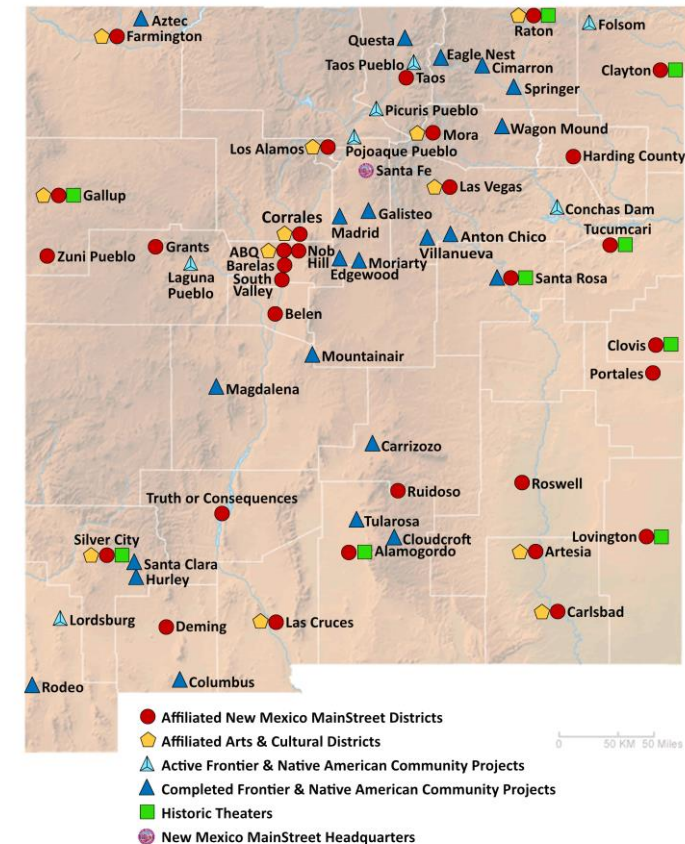 Aztec
Farmington
Raton
Folsom
Questa
Eagle Nest
Taos Pueblo
Cimarron
Clayton
Taos
Springer
Picuris Pueblo
Wagon Mound
Mora
Los Alamos
Pojoaque Pueblo
Harding County
Santa Fe
Las Vegas
Gallup
Conchas Dam
Galisteo
Corrales
Madrid
Tucumcari
Anton Chico
Villanueva
Grants
Zuni Pueblo
ABQ
Nob
Hill
Barelas
South
Valley
Moriarty
Edgewood
Laguna
Pueblo
Santa Rosa
Belen
Clovis
Mountainair
Portales
Magdalena
Carrizozo
Roswell
Ruidoso
Truth or Consequences
Tularosa
Cloudcroft
Lovington
Silver City
Alamogordo
Artesia
Santa Clara
Hurley
Carlsbad
Lordsburg
Las Cruces
Deming
Rodeo
Columbus
Affiliated New Mexico MainStreet Districts
Affiliated Arts & Cultural Districts
Active Frontier & Native American Community Projects
Completed Frontier & Native American Community Projects
Historic Theaters
New Mexico MainStreet Headquarters
0 50 KM 50 Miles